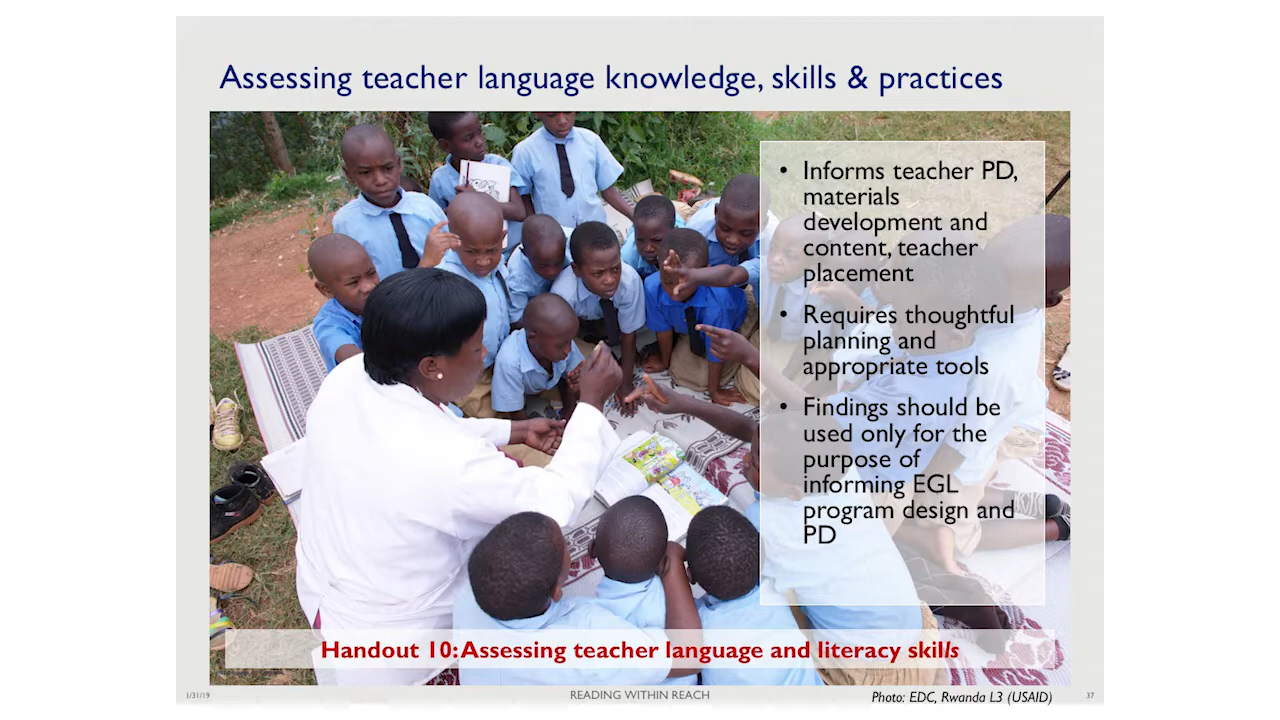 Assessing teacher language knowledge, skills & practices
• Informs teacher PD,
materials
development and
content, teacher
placement
• Requires thoughtful
planning and
appropriate tools
• Findings should be
used only for the
purpose of
informing EGL
program design and
PD
Handout 10: Assessing teacher language and literacy skills
1/31/19
READING WITHIN REACH
Photo: EDC, Rwanda L3 (USAID)
37